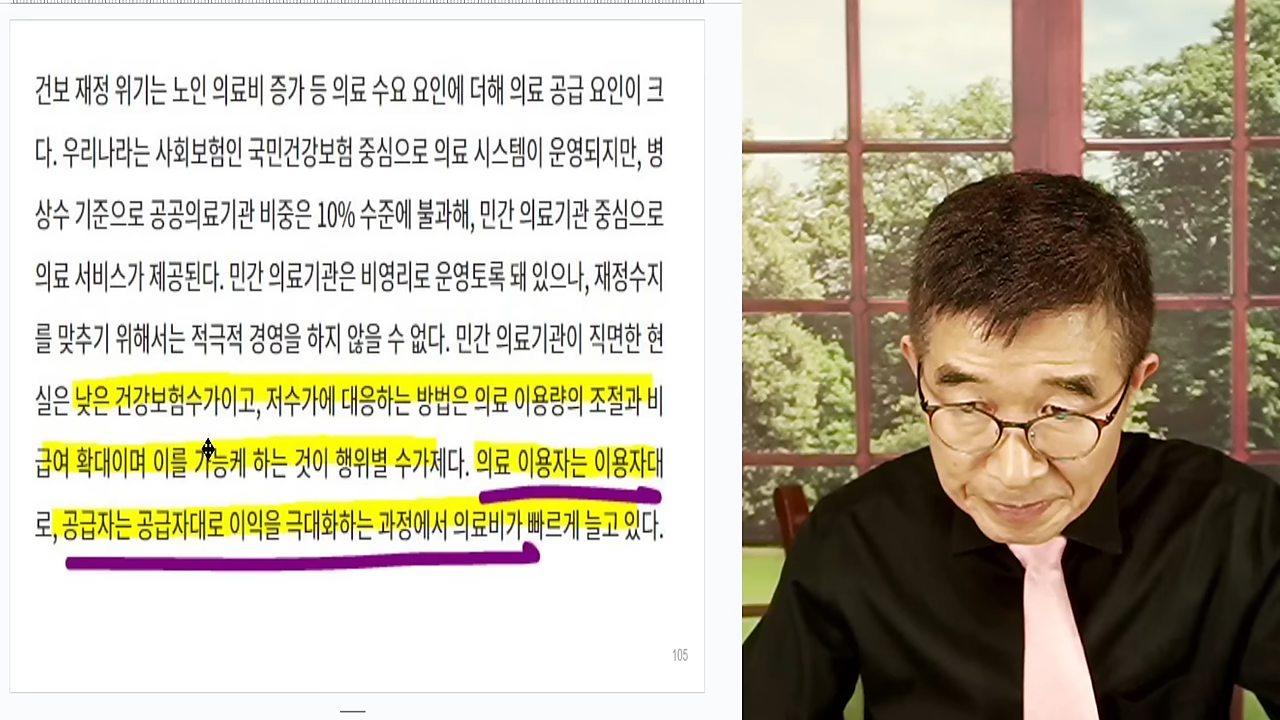 건보 재정 위기는 노인 의료비 증가 등 의료 수요 요인에 더해 의료 공급 요인이 크
다. 우리나라는 사회보험인 국민건강보험 중심으로 의료 시스템이 운영되지만, 병
상수 기준으로 공공의료기관 비중은 10% 수준에 불과해, 민간 의료기관 중심으로
의료 서비스가 제공된다. 민간 의료기관은 비영리로 운영토록 돼 있으나, 재정수지
를 맞추기 위해서는 적극적 경영을 하지 않을 수 없다. 민간 의료기관이 직면한 현
실은 낮은 건강보험수가이고, 저수가에 대응하는 방법은 의료 이용량의 조절과 비
급여 확대이며 이를 가능케 하는 것이 행위별 수가제다. 의료 이용자는 이용자대
로, 공급자는 공급자대로 이익을 극대화하는 과정에서 의료비가 빠르게 늘고 있다.
105